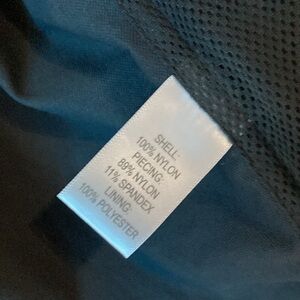 SHELL:
100% NYLON
PIECING:
89% NYLON
11% SPANDEX
LINING:
100% POLYESTER